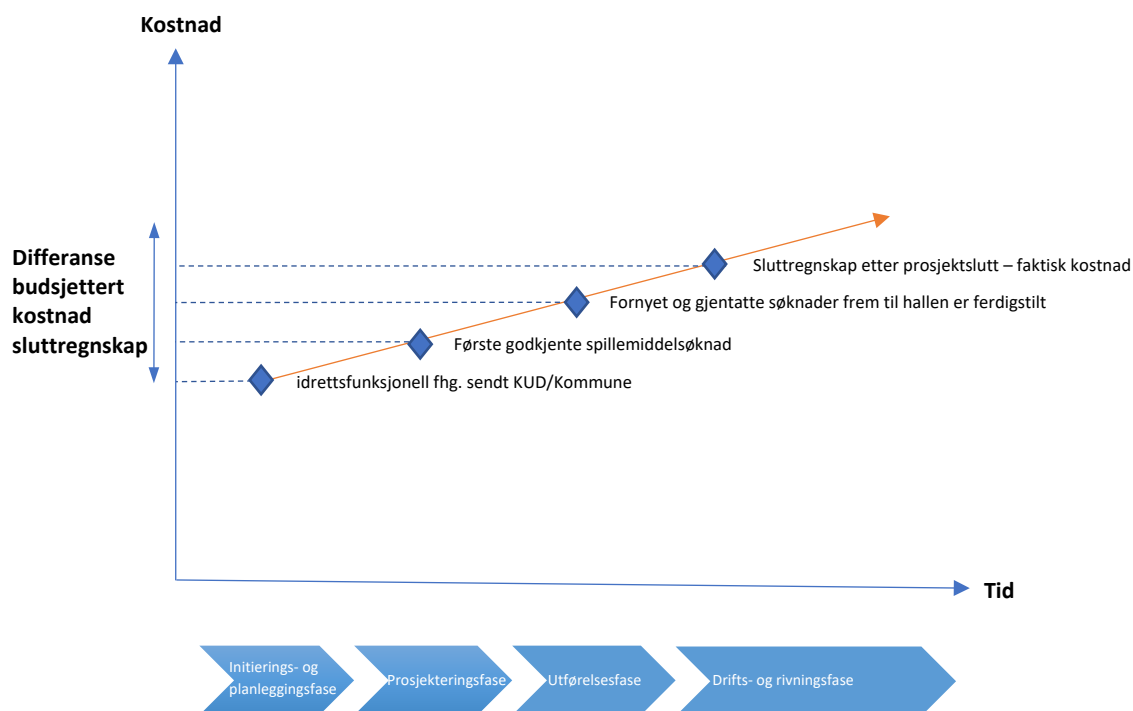 Kostnad
Differanse
budsjettert
kostnad
sluttregnskap
Sluttregnskap etter prosjektslutt – faktisk kostnad
Fornyet og gjentatte søknader frem til hallen er ferdigstilt
Første godkjente spillemiddelsøknad
idrettsfunksjonell fhg. sendt KUD/Kommune
Tid
Initierings- og
planleggingsfase
Prosjekteringsfase
Utførelsesfase
Drifts- og rivningsfase